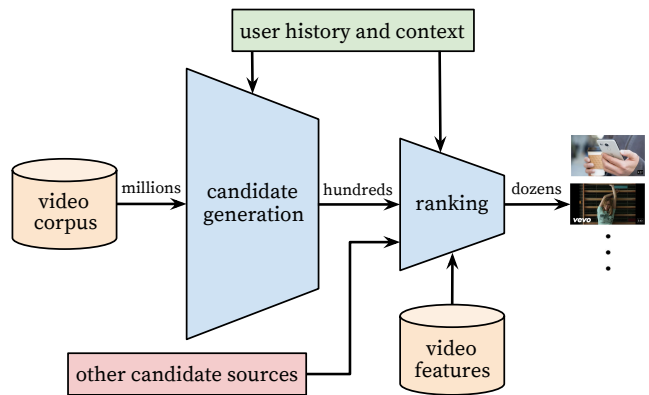 user history and context
video
corpus
millions
candidate
generation
hundreds
ranking
dozens
vevo
other candidate sources
video
features